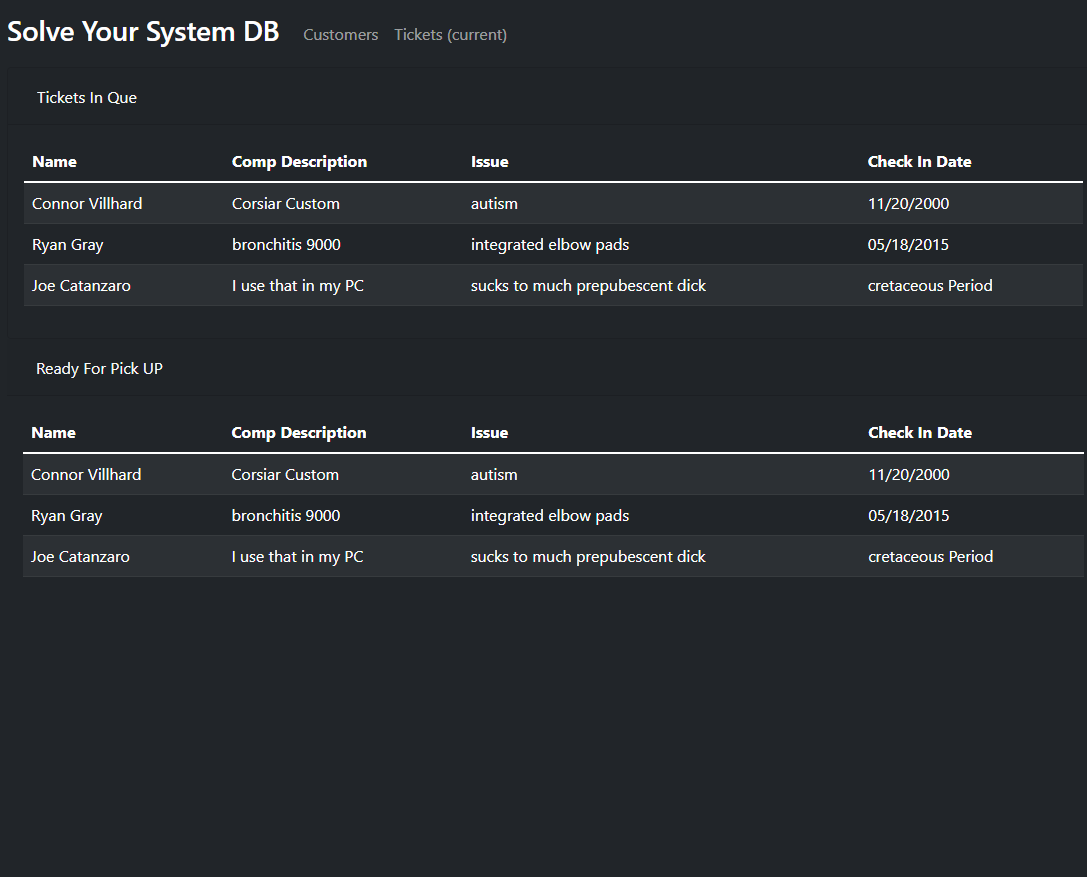 Solve Your System DB Customers Tickets (current)
Tickets In Que
Name Comp Description Issue Check In Date
Connor Villhard Corsiar Custom autism 11/20/2000
Ryan Gray bronchitis 9000 integrated elbow pads 05/18/2015
Joe Catanzaro I use that in my PC sucks to much prepubescent dick cretaceous Period
Ready For Pick UP
Name Comp Description Issue Check In Date
Connor Villhard Corsiar Custom autism 11/20/2000
Ryan Gray bronchitis 9000 integrated elbow pads 05/18/2015
Joe Catanzaro I use that in my PC sucks to much prepubescent dick cretaceous Period